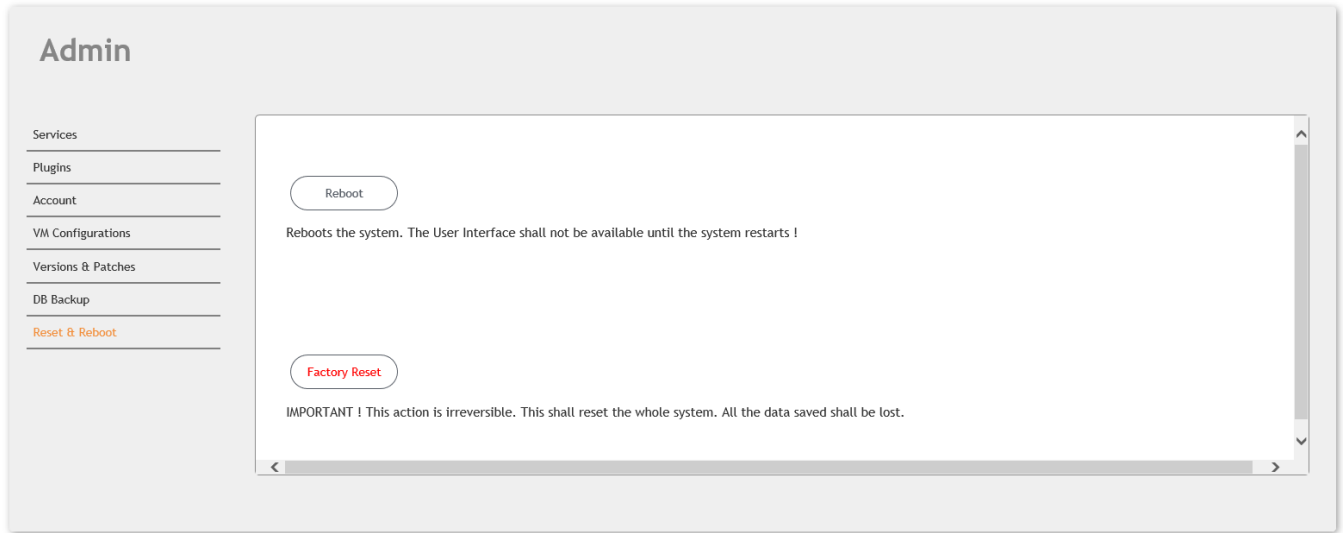 Admin
Services
Plugins
Account
VM Configurations
Versions & Patches
DB Backup
Reset & Reboot
Reboot
Reboots the system. The User Interface shall not be available until the system restarts !
Factory Reset
IMPORTANT ! This action is irreversible. This shall reset the whole system. All the data saved shall be lost.